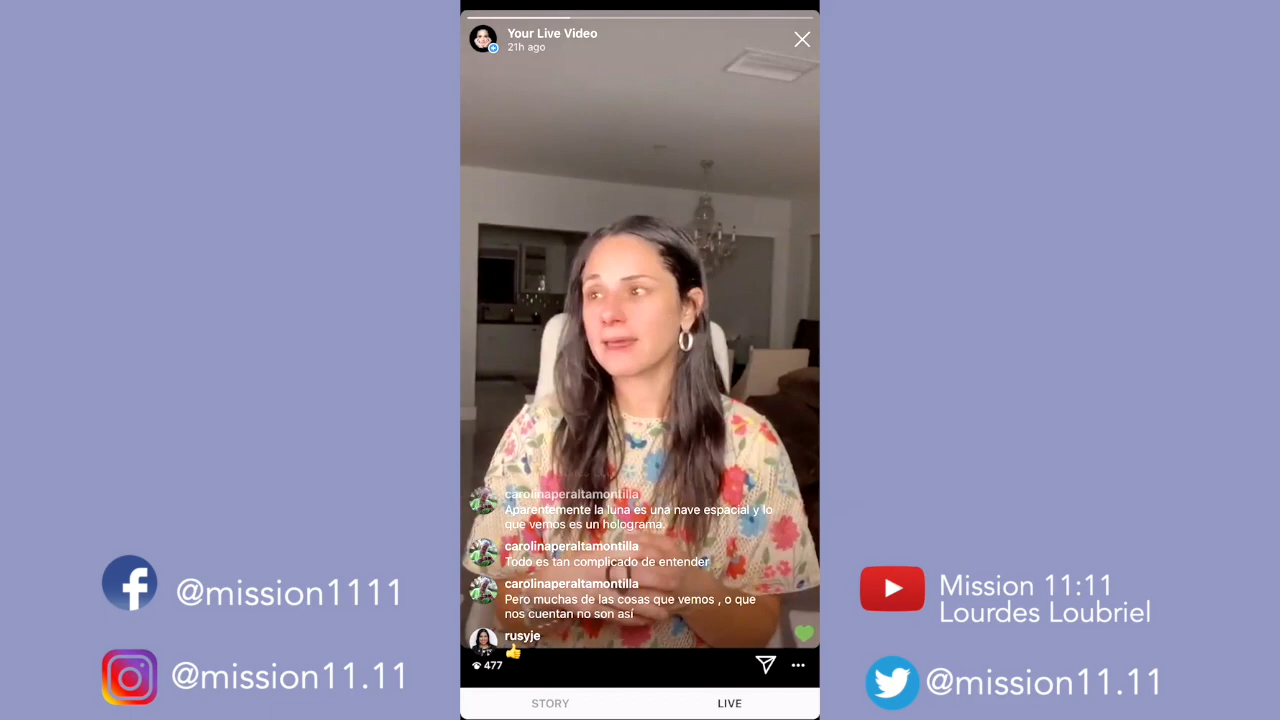 Your Live Video
21h ago
carolinaperaltamontilla
Aparentemente la luna es una nave espacial y lo
que vemos es un holograma.
carolinaperaltamontilla
Todo es tan complicado de entender
carolinaperaltamontilla
Pero muchas de las cosas que vemos , o que
nos cuentan no son así
rusyje
👍
477
STORY
LIVE
@mission1111
@mission11.11
Mission 11:11
Lourdes Loubriel
@mission11.11